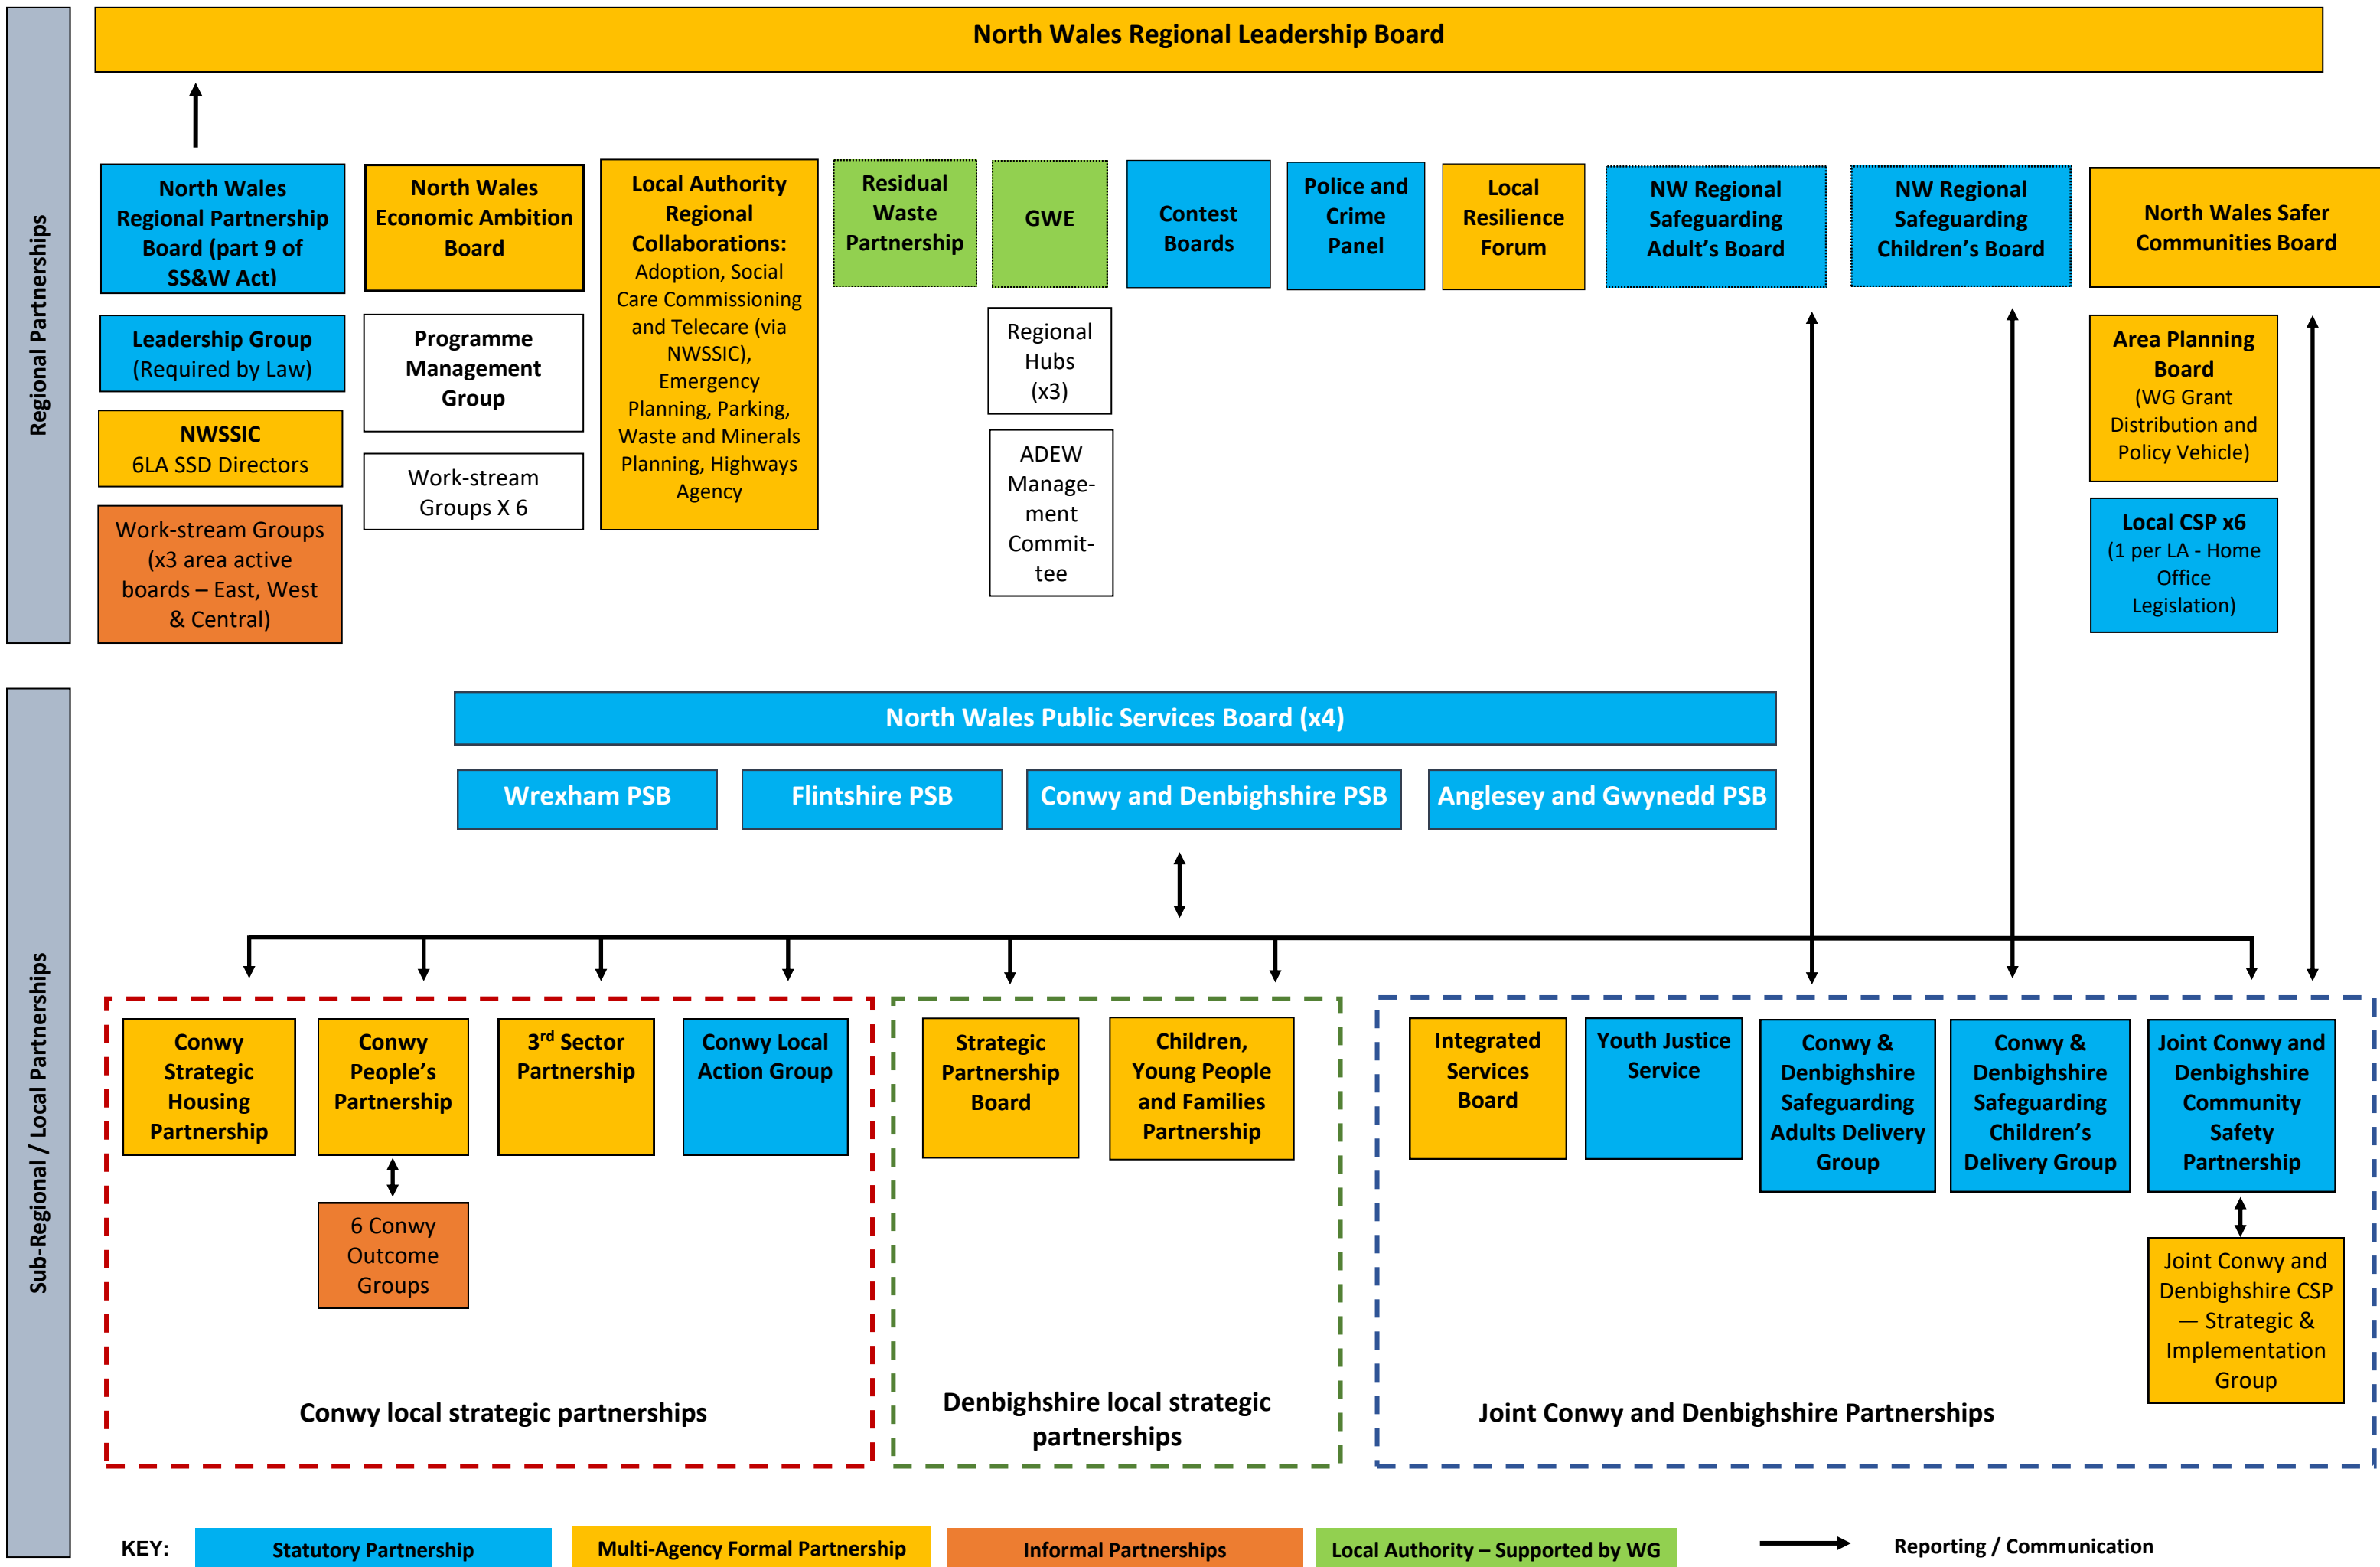 North Wales Regional Leadership Board
Regional Partnerships
North Wales
Regional Partnership
Board (part 9 of
SS&W Act)
Leadership Group
(Required by Law)
NWSSIC
6LA SSD Directors
Work-stream Groups
(x3 area active
boards – East, West
& Central)
North Wales
Economic Ambition
Board
Programme
Management
Group
Work-stream
Groups X 6
Local Authority
Regional
Collaborations:
Adoption, Social
Care Commissioning
and Telecare (via
NWSSIC),
Emergency
Planning, Parking,
Waste and Minerals
Planning, Highways
Agency
Residual
Waste
Partnership
GWE
Regional
Hubs
(x3)
ADEW
Manage-
ment
Commit-
tee
Contest
Boards
Police and
Crime
Panel
Local
Resilience
Forum
NW Regional
Safeguarding
Adult's Board
NW Regional
Safeguarding
Children's Board
North Wales Safer
Communities Board
Area Planning
Board
(WG Grant
Distribution and
Policy Vehicle)
Local CSP x6
(1 per LA - Home
Office
Legislation)
Sub-Regional / Local Partnerships
North Wales Public Services Board (x4)
Wrexham PSB
Flintshire PSB
Conwy and Denbighshire PSB
Anglesey and Gwynedd PSB
Conwy
Strategic
Housing
Partnership
Conwy
People's
Partnership
6 Conwy
Outcome
Groups
3rd Sector
Partnership
Conwy Local
Action Group
Conwy local strategic partnerships
Strategic
Partnership
Board
Children,
Young People
and Families
Partnership
Denbighshire local strategic
partnerships
Integrated
Services
Board
Youth Justice
Service
Conwy &
Denbighshire
Safeguarding
Adults Delivery
Group
Conwy &
Denbighshire
Safeguarding
Children's
Delivery Group
Joint Conwy and
Denbighshire
Community
Safety
Partnership
Joint Conwy and
Denbighshire CSP
— Strategic &
Implementation
Group
Joint Conwy and Denbighshire Partnerships
KEY:
Statutory Partnership
Multi-Agency Formal Partnership
Informal Partnerships
Local Authority – Supported by WG
Reporting / Communication